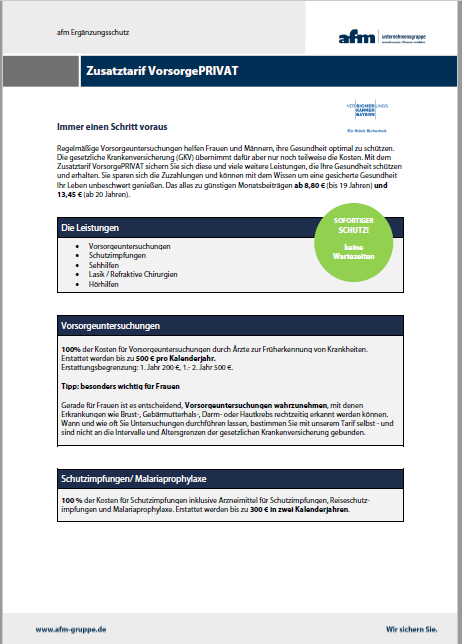 afm Ergänzungsschutz
afm unternehmensgruppe
Zusatztarif VorsorgePRIVAT
VERSICHERUNGS
KAMMER
BAYERN
Ein Stück Sicherheit.
Immer einen Schritt voraus
Regelmäßige Vorsorgeuntersuchungen helfen Frauen und Männern, ihre Gesundheit optimal zu schützen.
Die gesetzliche Krankenversicherung (GKV) übernimmt dafür aber nur noch teilweise die Kosten. Mit dem
Zusatztarif VorsorgePRIVAT sichern Sie sich diese und viele weitere Leistungen, die Ihre Gesundheit schützen
und erhalten. Sie sparen sich die Zuzahlungen und können mit dem Wissen um eine gesicherte Gesundheit
Ihr Leben unbeschwert genießen. Das alles zu günstigen Monatsbeiträgen ab 8,80 € (bis 19 Jahren) und
13,45 € (ab 20 Jahren).
SOFORTIGER
SCHUTZ!
keine
Wartezeiten
Die Leistungen
• Vorsorgeuntersuchungen
• Schutzimpfungen
• Sehhilfen
• Lasik / Refraktive Chirurgien
• Hörhilfen
Vorsorgeuntersuchungen
100% der Kosten für Vorsorgeuntersuchungen durch Ärzte zur Früherkennung von Krankheiten.
Erstattet werden bis zu 500 € pro Kalenderjahr.
Erstattungsbegrenzung: 1. Jahr 200 €, 1.- 2. Jahr 500 €.
Tipp: besonders wichtig für Frauen
Gerade für Frauen ist es entscheidend, Vorsorgeuntersuchungen wahrzunehmen, mit denen
Erkrankungen wie Brust-, Gebärmutterhals-, Darm- oder Hautkrebs rechtzeitig erkannt werden können.
Wann und wie oft Sie Untersuchungen durchführen lassen, bestimmen Sie mit unserem Tarif selbst - und
sind nicht an die Intervalle und Altersgrenzen der gesetzlichen Krankenversicherung gebunden.
Schutzimpfungen/ Malariaprophylaxe
100 % der Kosten für Schutzimpfungen inklusive Arzneimittel für Schutzimpfungen, Reiseschutz-
impfungen und Malariaprophylaxe. Erstattet werden bis zu 300 € in zwei Kalenderjahren.
www.afm-gruppe.de
Wir sichern Sie.